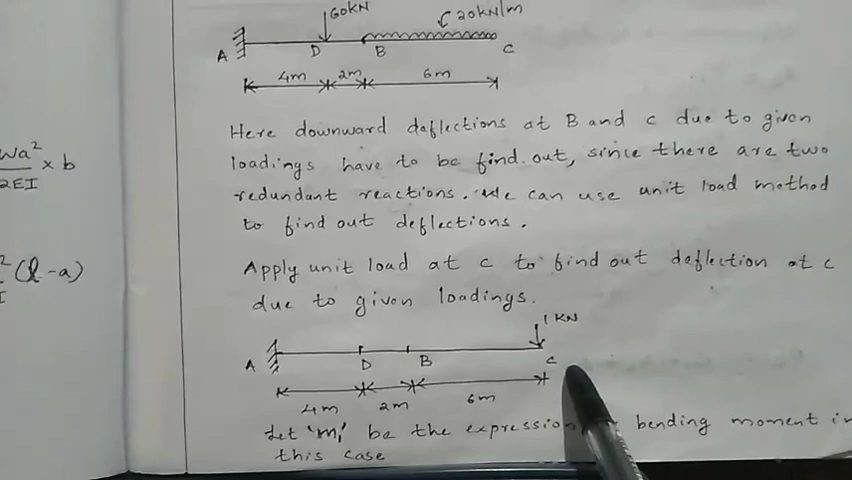 60kN
20kN/m
A
D
B
C
4m
2m
6m
Wa²
2EI
x b
Here downward deflections at B and c due to given
loadings have to be find out, since there are two
redundant reactions. We can use unit load method
to find out deflections.
² (l-a)
Apply unit load at c to find out deflection at c
due to given loadings.
1 KN
A
D
B
C
4m
2m
6m
Let 'm₁' be the expression bending moment in
this case